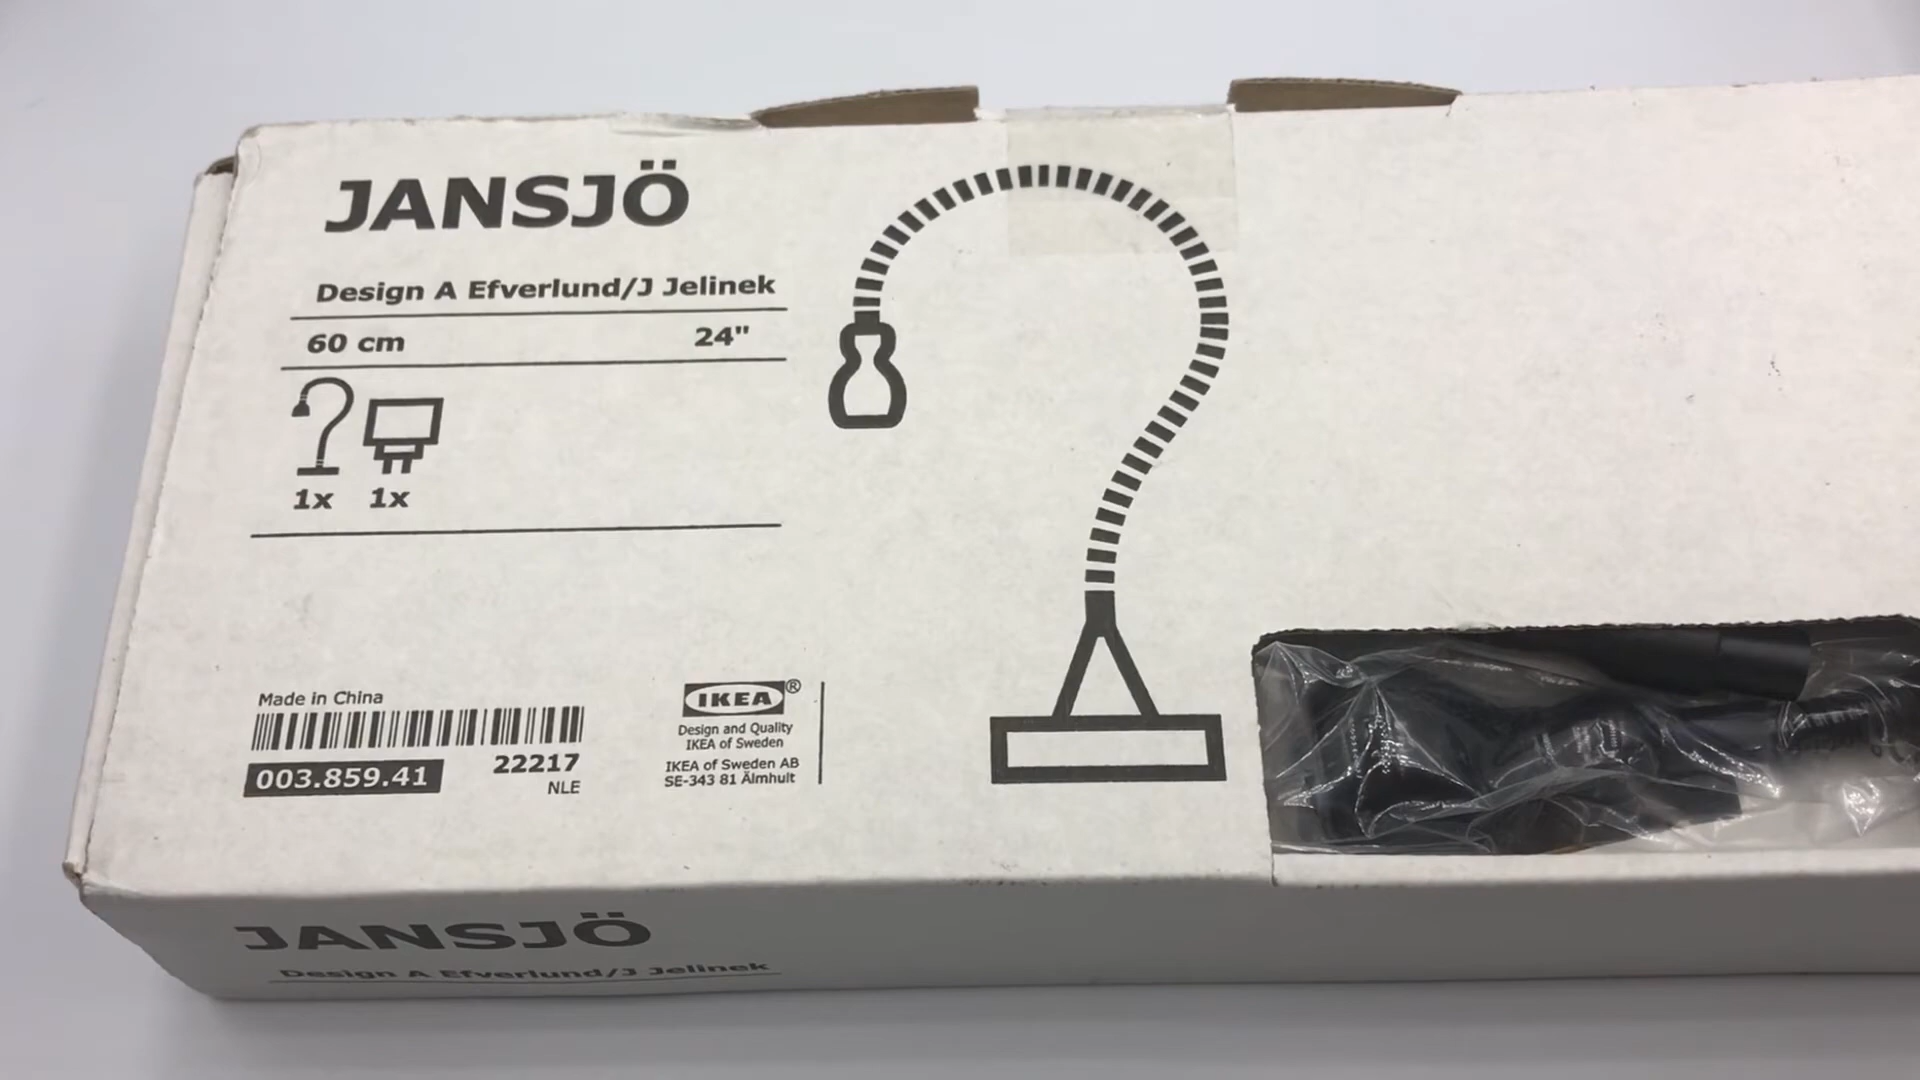 JANSJÖ
Design A Efverlund/J Jelinek
60 cm 24"
1x 1x
Made in China
003.859.41
22217
NLE
IKEA®
Design and Quality
IKEA of Sweden
IKEA of Sweden AB
SE-343 81 Älmhult
JANSJÖ
Design A Efverlund/J Jelinek